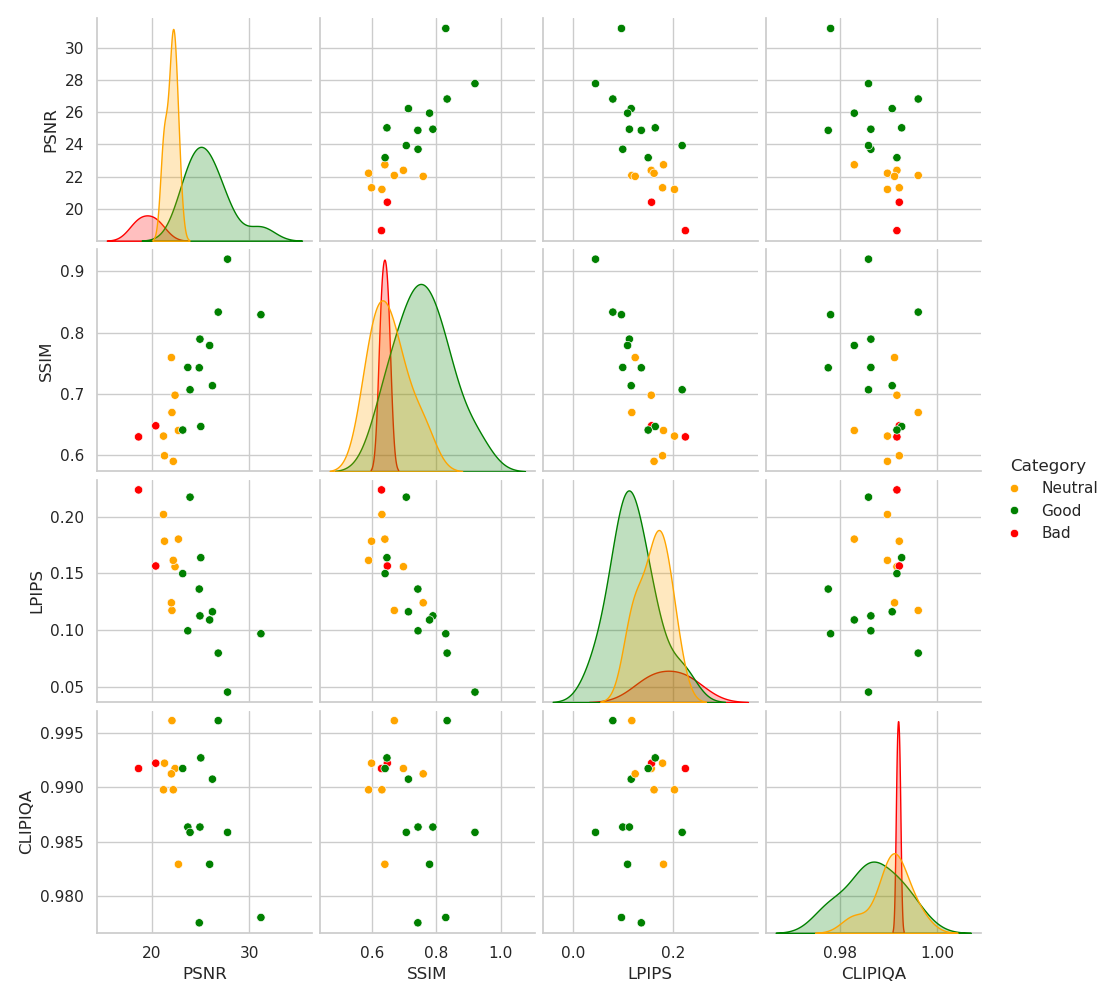 PSNR
30
28
26
24
22
20
SSIM
0.9
0.8
0.7
0.6
LPIPS
0.20
0.15
0.10
0.05
CLIPIQA
0.995
0.990
0.985
0.980
20 30
PSNR
0.6 0.8 1.0
SSIM
0.0 0.2
LPIPS
0.98 1.00
CLIPIQA
Category
Neutral
Good
Bad